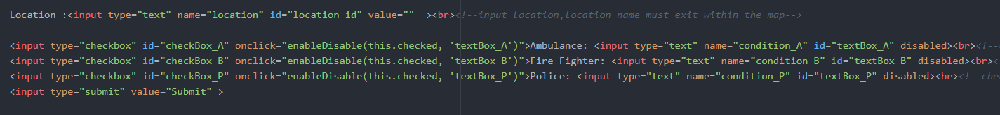 Location :<input type="text" name="location" id="location_id" value=""  ><br><!--input location,location name must exit within the map-->
<input type="checkbox" id="checkBox_A" onclick="enableDisable(this.checked, 'textBox_A')">Ambulance: <input type="text" name="condition_A" id="textBox_A" disabled><br><!--
<input type="checkbox" id="checkBox_B" onclick="enableDisable(this.checked, 'textBox_B')">Fire Fighter: <input type="text" name="condition_B" id="textBox_B" disabled><br><
<input type="checkbox" id="checkBox_P" onclick="enableDisable(this.checked, 'textBox_P')">Police: <input type="text" name="condition_P" id="textBox_P" disabled><br><!--che
<input type="submit" value="Submit" >